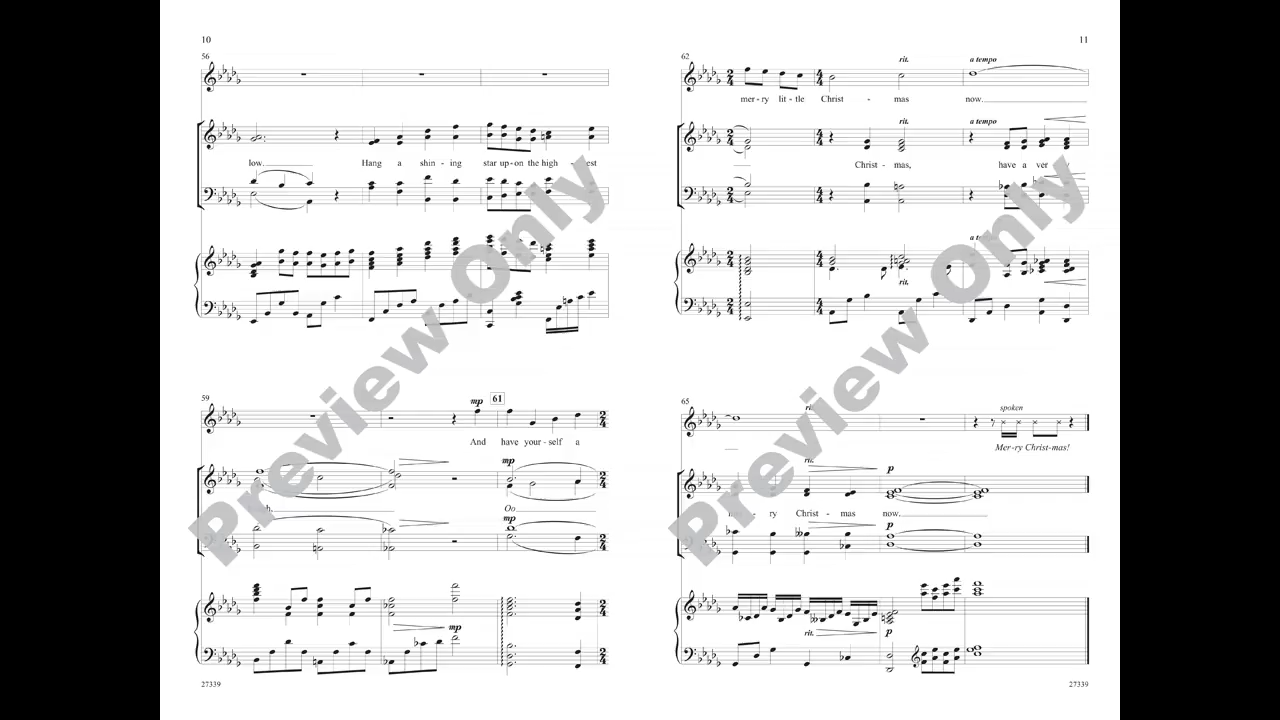 10
56
low. Hang a shin - ing star up - on the high - est
59
mp 61
And have your - self a
mp
Oo
mp
mp
27339
Preview Only
11
62
rit. a tempo
mer - ry lit - tle Christ - mas now.
rit. a tempo
Christ - mas, have a ver
rit.
65
rit. spoken
Mer - ry Christ - mas!
rit. p
ry Christ - mas now.
p
rit. p
27339
Preview Only